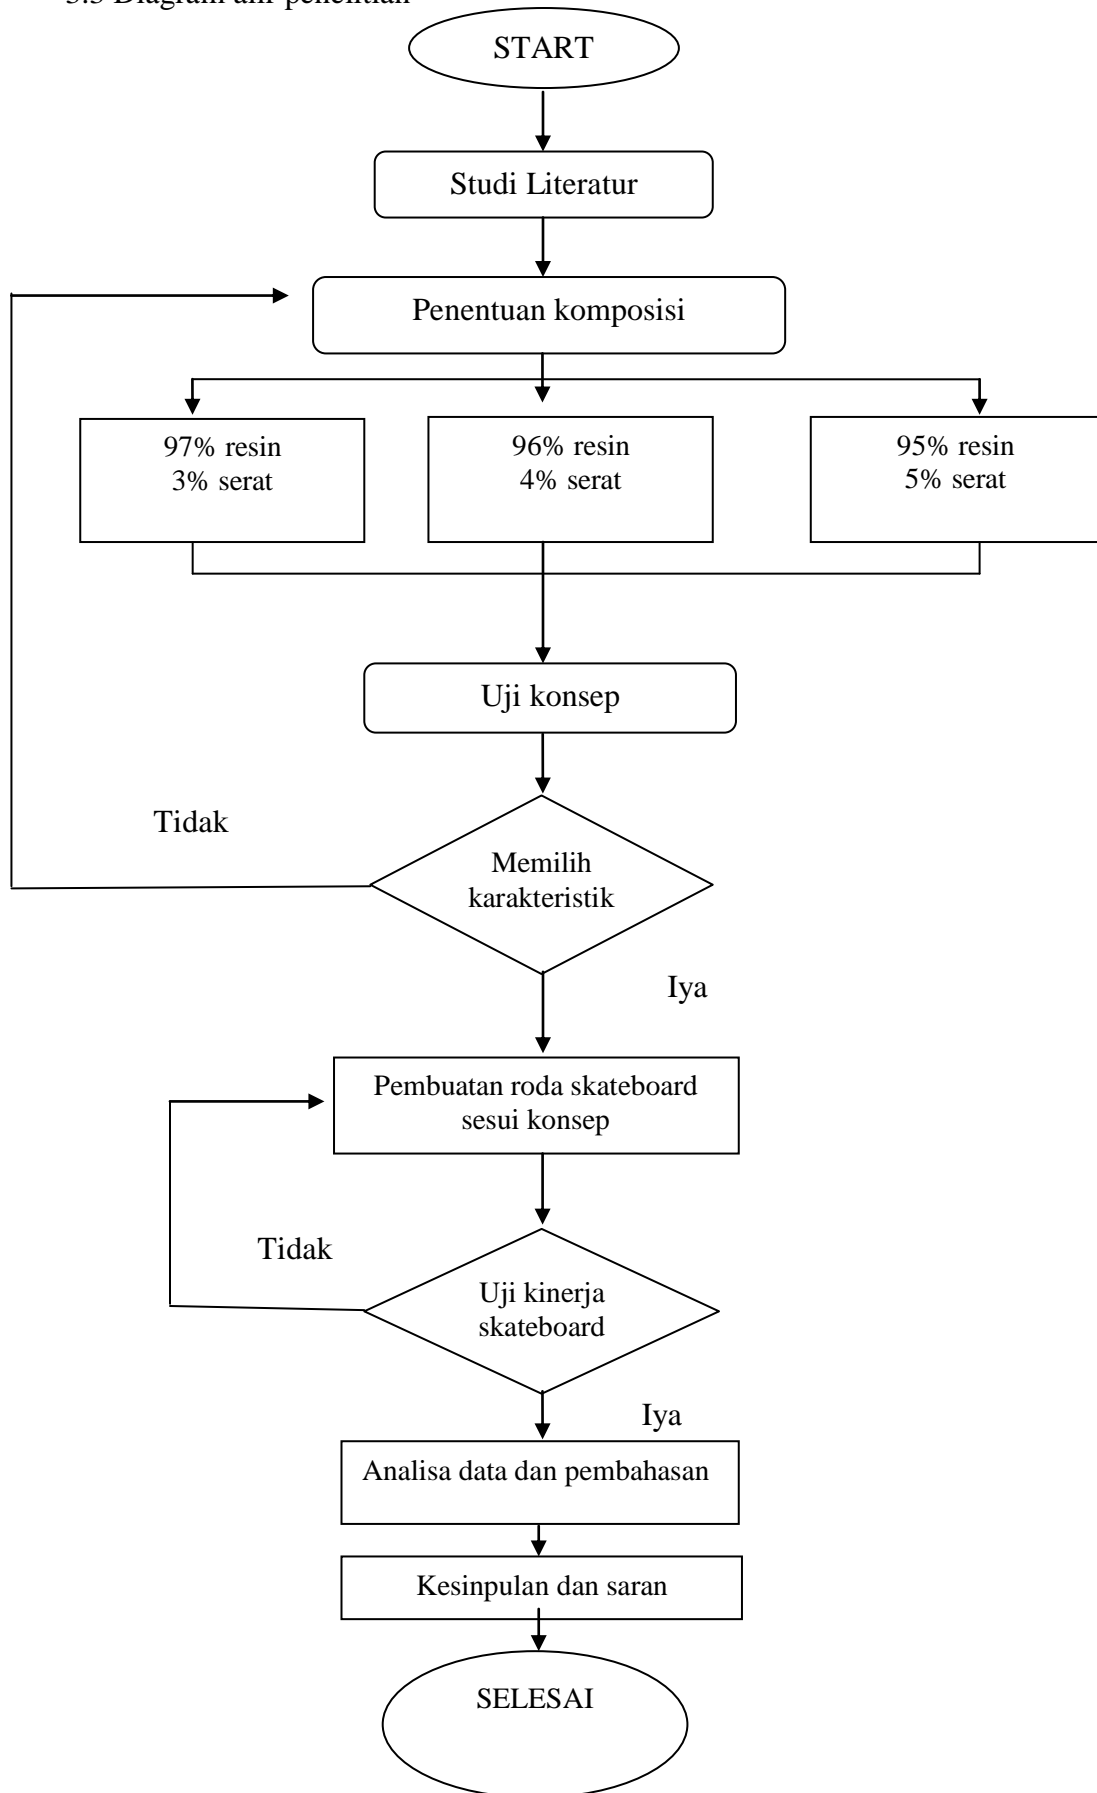 3.3 Diagram alir penelitian
START
Studi Literatur
Penentuan komposisi
97% resin
3% serat
96% resin
4% serat
95% resin
5% serat
Uji konsep
Tidak
Memilih
karakteristik
Iya
Pembuatan roda skateboard
sesui konsep
Tidak
Uji kinerja
skateboard
Iya
Analisa data dan pembahasan
Kesinpulan dan saran
SELESAI